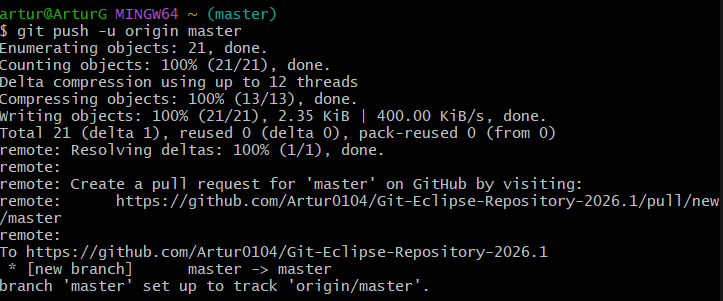 artur@ArturG MINGW64 ~ (master)
$ git push -u origin master
Enumerating objects: 21, done.
Counting objects: 100% (21/21), done.
Delta compression using up to 12 threads
Compressing objects: 100% (13/13), done.
Writing objects: 100% (21/21), 2.35 KiB | 400.00 KiB/s, done.
Total 21 (delta 1), reused 0 (delta 0), pack-reused 0 (from 0)
remote: Resolving deltas: 100% (1/1), done.
remote:
remote: Create a pull request for 'master' on GitHub by visiting:
remote:      https://github.com/Artur0104/Git-Eclipse-Repository-2026.1/pull/new
/master
remote:
To https://github.com/Artur0104/Git-Eclipse-Repository-2026.1
 * [new branch]      master -> master
branch 'master' set up to track 'origin/master'.